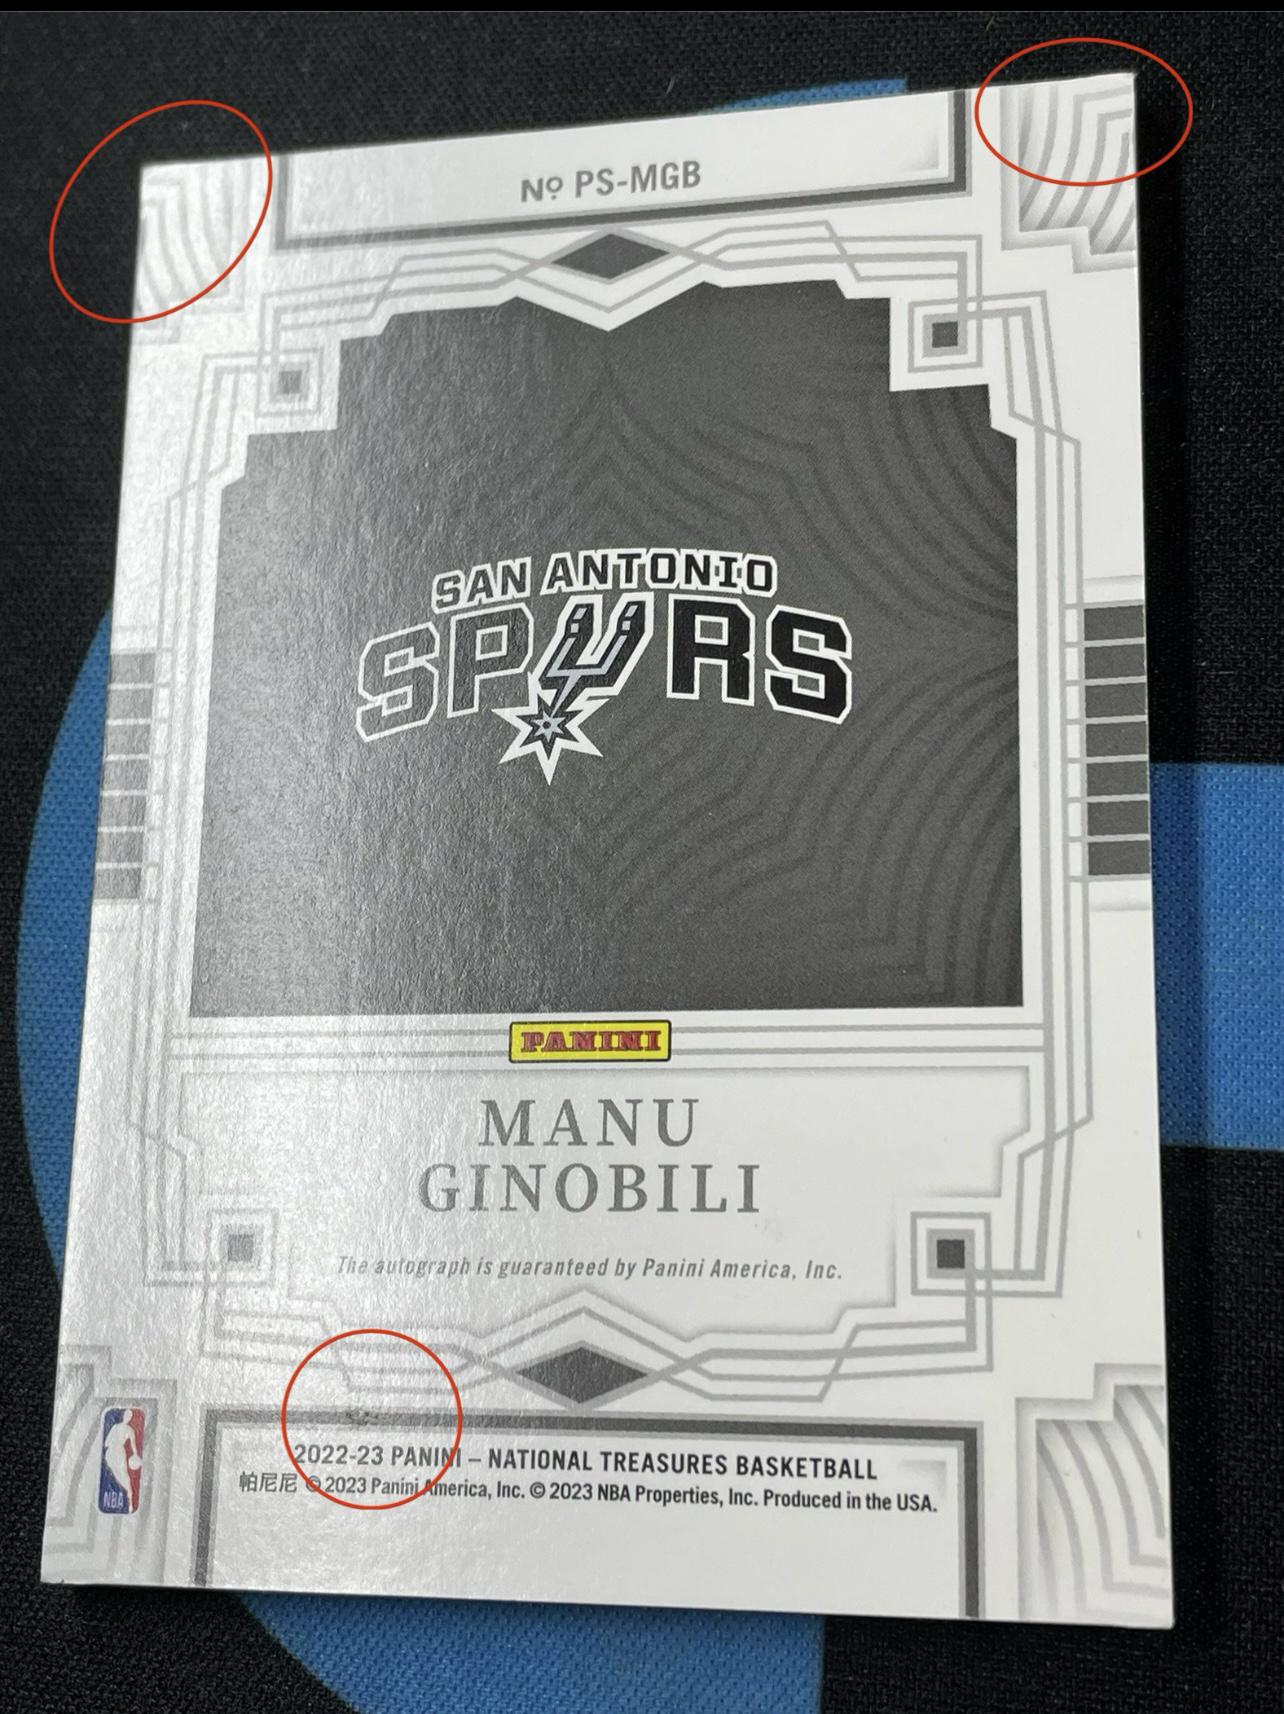 Nº PS-MGB
SAN ANTONIO
SPURS
PANINI
MANU
GINOBILI
The autograph is guaranteed by Panini America, Inc.
2022-23 PANINI – NATIONAL TREASURES BASKETBALL
帕尼尼 © 2023 Panini America, Inc. © 2023 NBA Properties, Inc. Produced in the USA.
NBA